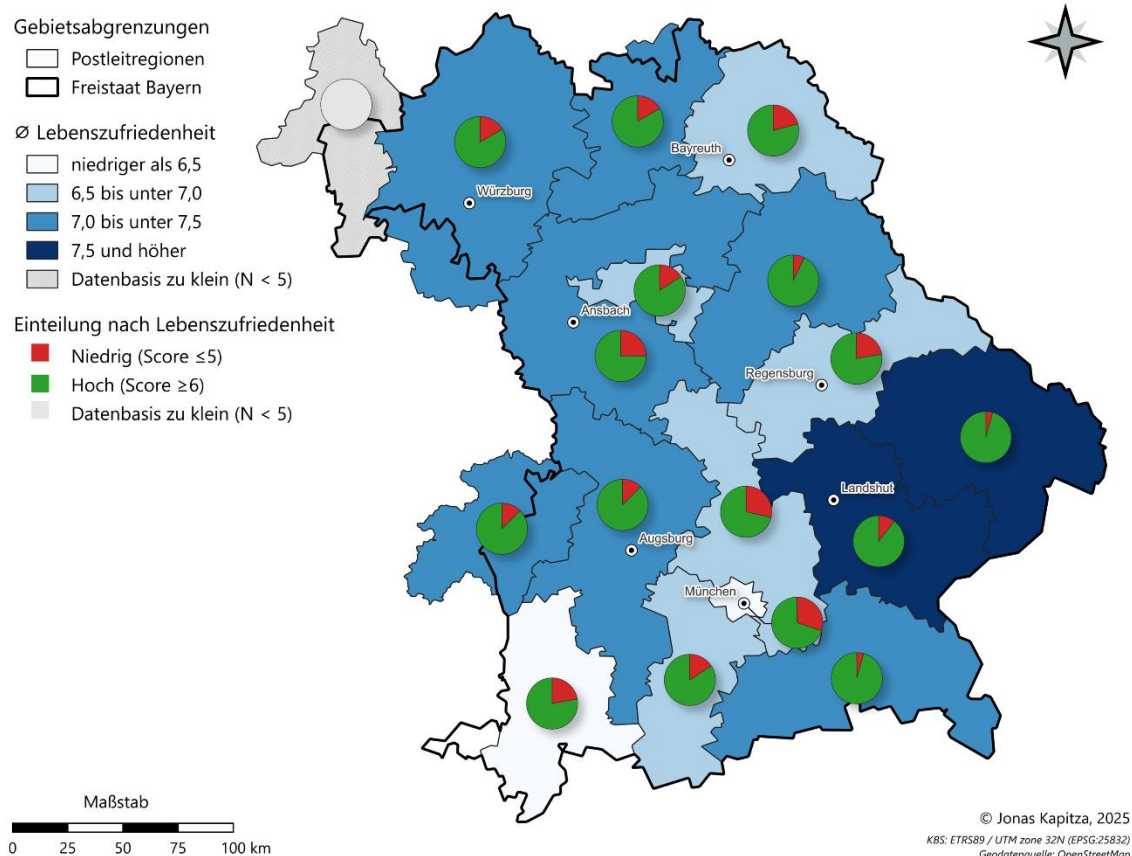 Gebietsabgrenzungen
Postleitregionen
Freistaat Bayern
Ø Lebenszufriedenheit
niedriger als 6,5
6,5 bis unter 7,0
7,0 bis unter 7,5
7,5 und höher
Datenbasis zu klein (N < 5)
Einteilung nach Lebenszufriedenheit
Niedrig (Score ≤5)
Hoch (Score ≥6)
Datenbasis zu klein (N < 5)
Bayreuth
Würzburg
Ansbach
Regensburg
Landshut
Augsburg
München
Maßstab
0 25 50 75 100 km
© Jonas Kapitza, 2025
KBS: ETRS89 / UTM zone 32N (EPSG:25832)
Geodatenquelle: OpenStreetMap